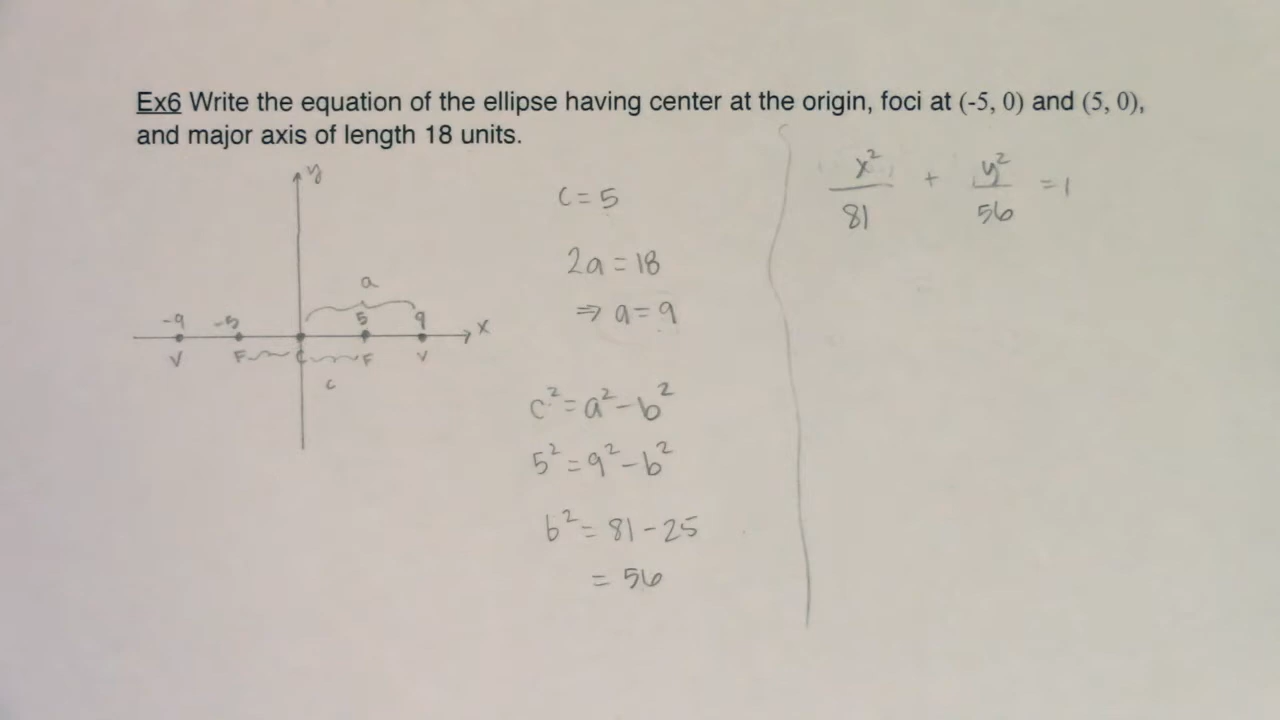 Ex6 Write the equation of the ellipse having center at the origin, foci at (-5, 0) and (5, 0),
and major axis of length 18 units.
y
a
-9 -5 5 9 x
V F C F V
c
c = 5
2a = 18
⇒ a = 9
c² = a² - b²
5² = 9² - b²
b² = 81 - 25
= 56
x²/81 + y²/56 = 1